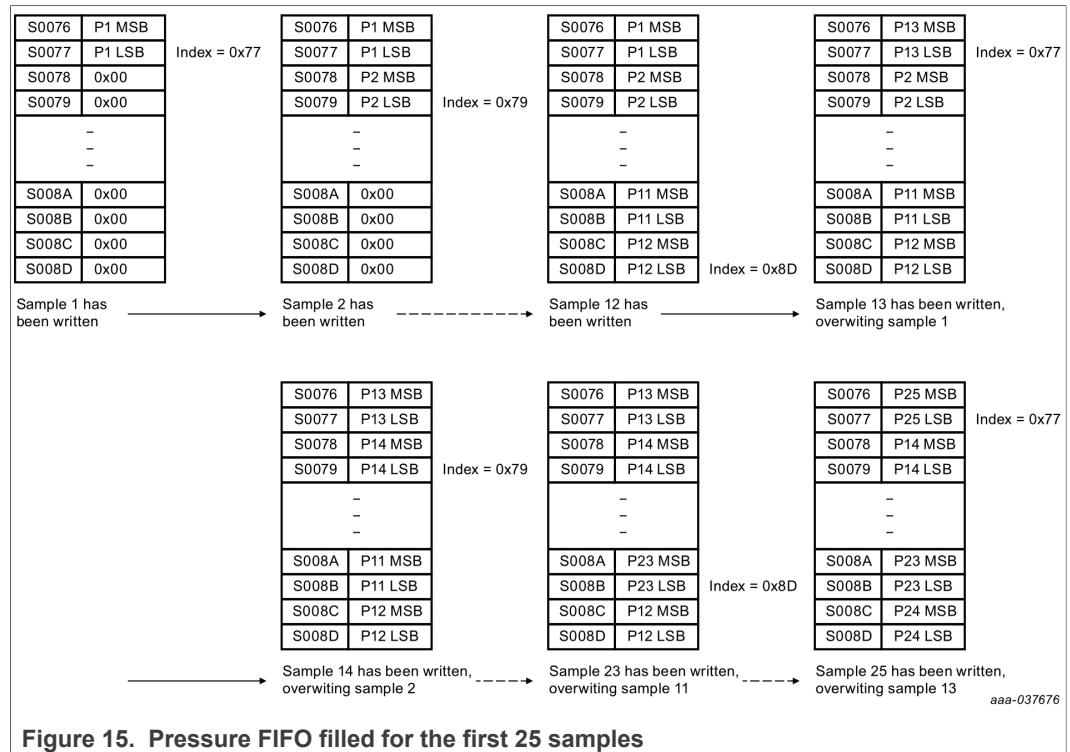 S0076 P1 MSB
S0077 P1 LSB Index = 0x77
S0078 0x00
S0079 0x00
–
–
–
S008A 0x00
S008B 0x00
S008C 0x00
S008D 0x00
Sample 1 has
been written
S0076 P1 MSB
S0077 P1 LSB
S0078 P2 MSB
S0079 P2 LSB Index = 0x79
–
–
–
S008A 0x00
S008B 0x00
S008C 0x00
S008D 0x00
Sample 2 has
been written
S0076 P1 MSB
S0077 P1 LSB
S0078 P2 MSB
S0079 P2 LSB
–
–
–
S008A P11 MSB
S008B P11 LSB
S008C P12 MSB
S008D P12 LSB Index = 0x8D
Sample 12 has
been written
S0076 P13 MSB
S0077 P13 LSB Index = 0x77
S0078 P2 MSB
S0079 P2 LSB
–
–
–
S008A P11 MSB
S008B P11 LSB
S008C P12 MSB
S008D P12 LSB
Sample 13 has been written,
overwiting sample 1
S0076 P13 MSB
S0077 P13 LSB
S0078 P14 MSB
S0079 P14 LSB Index = 0x79
–
–
–
S008A P11 MSB
S008B P11 LSB
S008C P12 MSB
S008D P12 LSB
Sample 14 has been written,
overwiting sample 2
S0076 P13 MSB
S0077 P13 LSB
S0078 P14 MSB
S0079 P14 LSB
–
–
–
S008A P23 MSB
S008B P23 LSB Index = 0x8D
S008C P12 MSB
S008D P12 LSB
Sample 23 has been written,
overwiting sample 11
S0076 P25 MSB
S0077 P25 LSB Index = 0x77
S0078 P14 MSB
S0079 P14 LSB
–
–
–
S008A P23 MSB
S008B P23 LSB
S008C P24 MSB
S008D P24 LSB
Sample 25 has been written,
overwiting sample 13
aaa-037676
Figure 15. Pressure FIFO filled for the first 25 samples